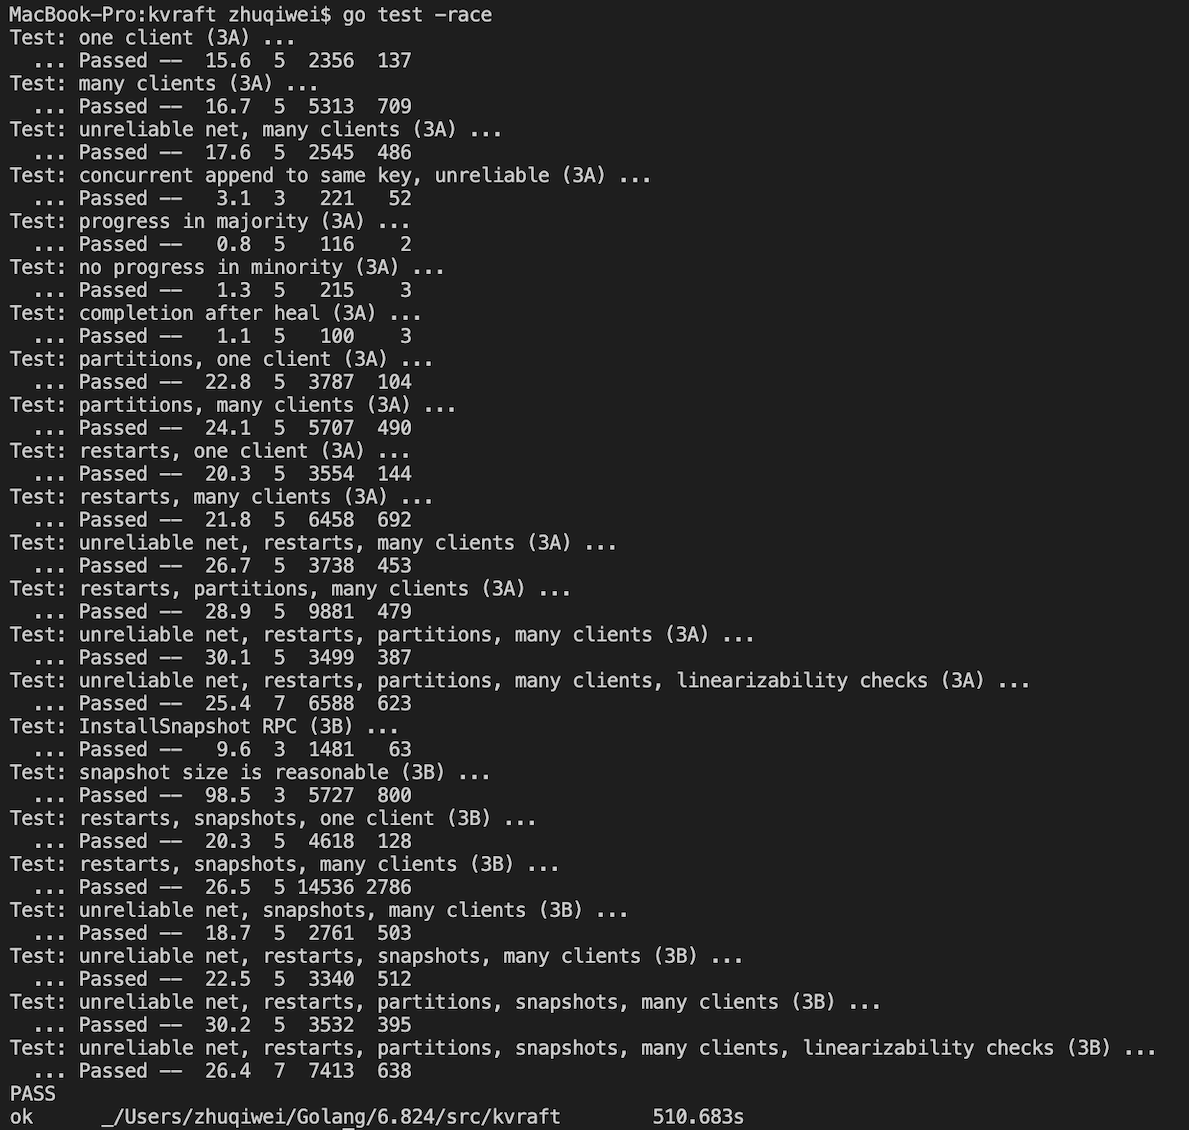 MacBook-Pro:kvraft zhuqiwei$ go test -race
Test: one client (3A) ...
  ... Passed --  15.6  5  2356  137
Test: many clients (3A) ...
  ... Passed --  16.7  5  5313  709
Test: unreliable net, many clients (3A) ...
  ... Passed --  17.6  5  2545  486
Test: concurrent append to same key, unreliable (3A) ...
  ... Passed --   3.1  3   221   52
Test: progress in majority (3A) ...
  ... Passed --   0.8  5   116    2
Test: no progress in minority (3A) ...
  ... Passed --   1.3  5   215    3
Test: completion after heal (3A) ...
  ... Passed --   1.1  5   100    3
Test: partitions, one client (3A) ...
  ... Passed --  22.8  5  3787  104
Test: partitions, many clients (3A) ...
  ... Passed --  24.1  5  5707  490
Test: restarts, one client (3A) ...
  ... Passed --  20.3  5  3554  144
Test: restarts, many clients (3A) ...
  ... Passed --  21.8  5  6458  692
Test: unreliable net, restarts, many clients (3A) ...
  ... Passed --  26.7  5  3738  453
Test: restarts, partitions, many clients (3A) ...
  ... Passed --  28.9  5  9881  479
Test: unreliable net, restarts, partitions, many clients (3A) ...
  ... Passed --  30.1  5  3499  387
Test: unreliable net, restarts, partitions, many clients, linearizability checks (3A) ...
  ... Passed --  25.4  7  6588  623
Test: InstallSnapshot RPC (3B) ...
  ... Passed --   9.6  3  1481   63
Test: snapshot size is reasonable (3B) ...
  ... Passed --  98.5  3  5727  800
Test: restarts, snapshots, one client (3B) ...
  ... Passed --  20.3  5  4618  128
Test: restarts, snapshots, many clients (3B) ...
  ... Passed --  26.5  5 14536 2786
Test: unreliable net, snapshots, many clients (3B) ...
  ... Passed --  18.7  5  2761  503
Test: unreliable net, restarts, snapshots, many clients (3B) ...
  ... Passed --  22.5  5  3340  512
Test: unreliable net, restarts, partitions, snapshots, many clients (3B) ...
  ... Passed --  30.2  5  3532  395
Test: unreliable net, restarts, partitions, snapshots, many clients, linearizability checks (3B) ...
  ... Passed --  26.4  7  7413  638
PASS
ok      _/Users/zhuqiwei/Golang/6.824/src/kvraft        510.683s